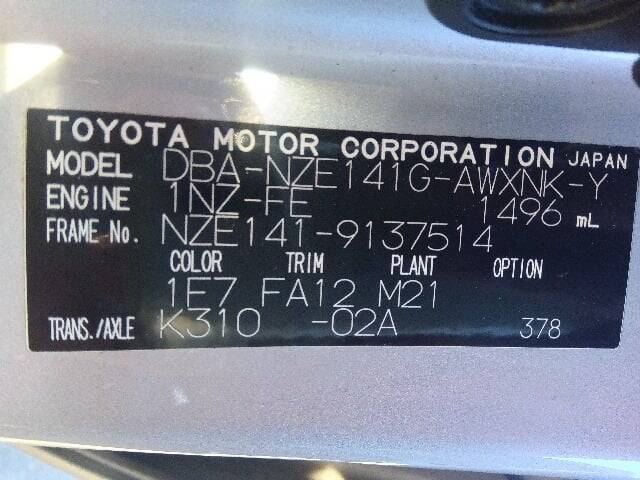 TOYOTA MOTOR CORPORATION JAPAN
MODEL DBA-NZE141G-AWXNK-Y
ENGINE 1NZ-FE 1496 mL
FRAME No. NZE141-9137514
COLOR TRIM PLANT OPTION
1E7 FA12 M21
TRANS./AXLE K310 -02A 378